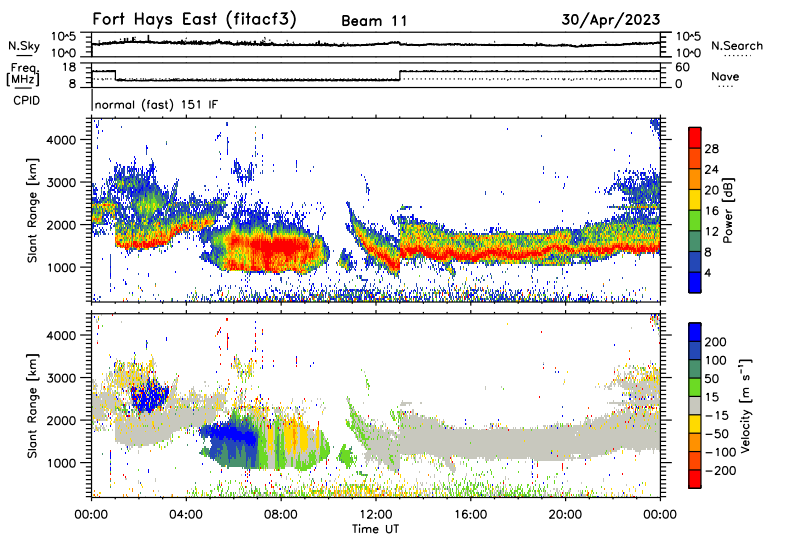 Fort Hays East (fitacf3) Beam 11 30/Apr/2023
N.Sky 10^5 10^0 10^5 10^0 N.Search
Freq. [MHz] 18 8 60 0 Nave
CPID normal (fast) 151 IF
Slant Range [km] 4000 3000 2000 1000
28 24 20 16 12 8 4 Power [dB]
Slant Range [km] 4000 3000 2000 1000
200 100 50 15 −15 −50 −100 −200 Velocity [m s⁻¹]
00:00 04:00 08:00 12:00 16:00 20:00 00:00
Time UT